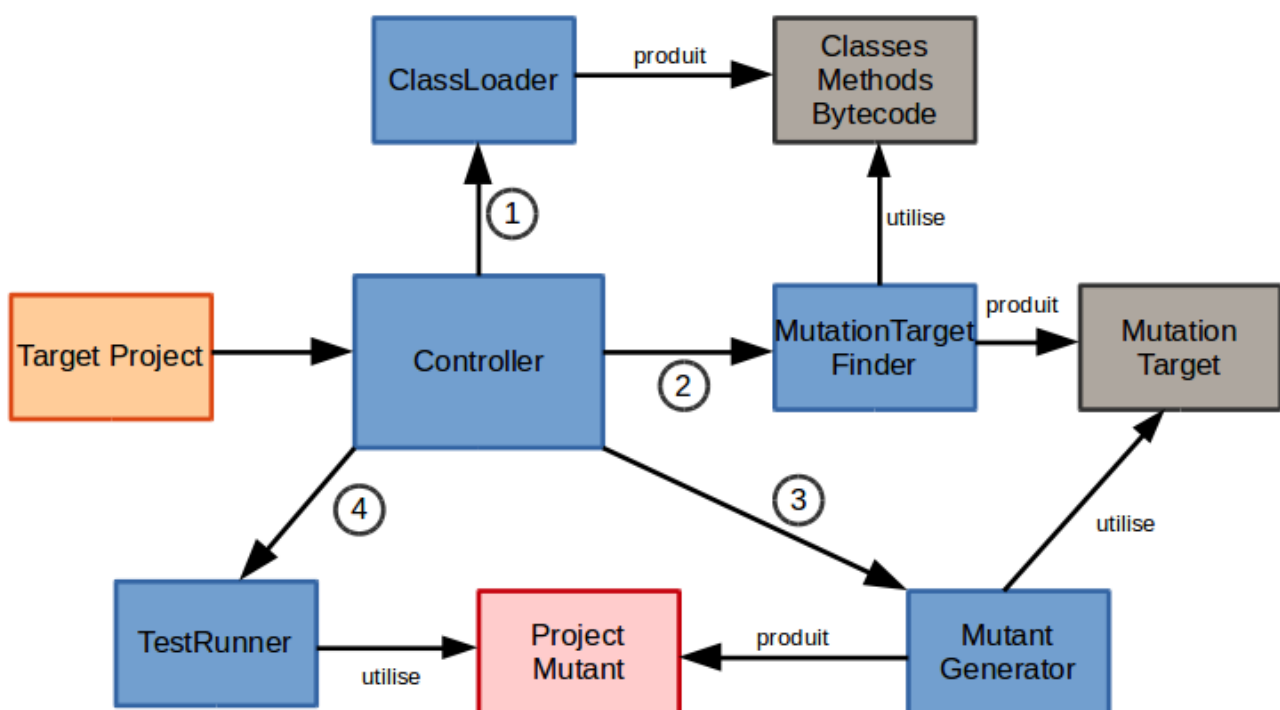 ClassLoader
produit
Classes
Methods
Bytecode
1
utilise
Target Project
Controller
2
MutationTarget
Finder
produit
Mutation
Target
4
3
utilise
TestRunner
utilise
Project
Mutant
produit
Mutant
Generator